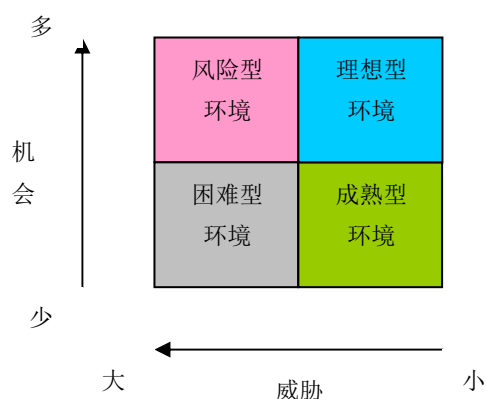 多
风险型
环境
理想型
环境
机
会
困难型
环境
成熟型
环境
少
大
威胁
小